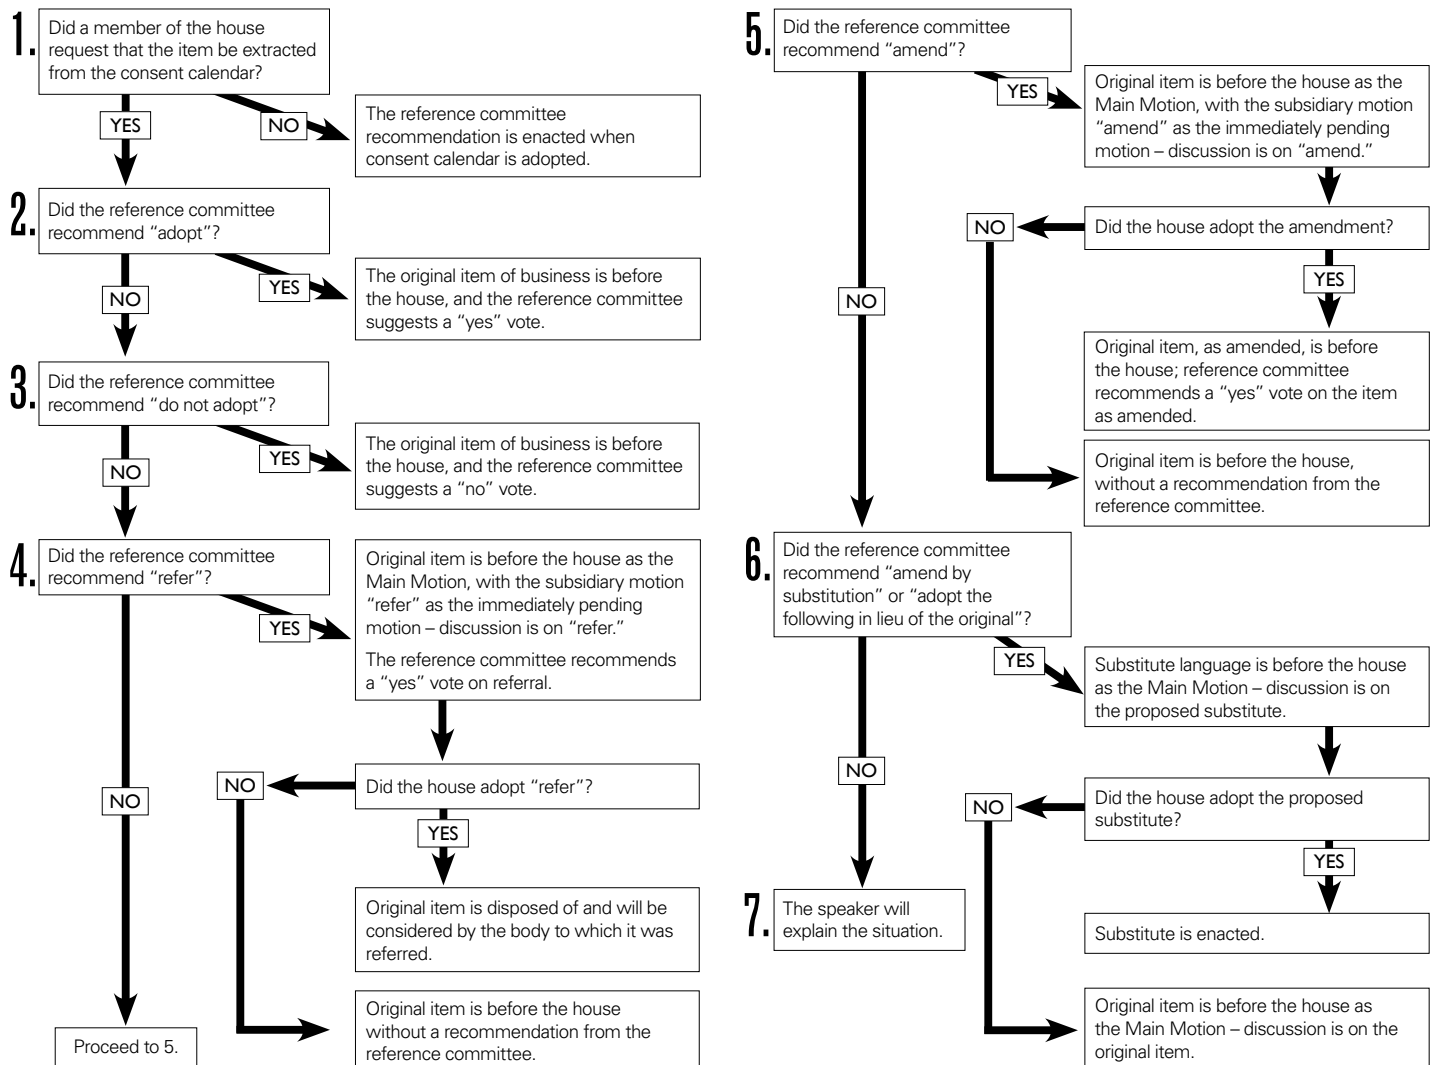 1.
Did a member of the house
request that the item be extracted
from the consent calendar?
YES
NO
The reference committee
recommendation is enacted when
consent calendar is adopted.
2.
Did the reference committee
recommend “adopt”?
NO
YES
The original item of business is before
the house, and the reference committee
suggests a “yes” vote.
3.
Did the reference committee
recommend “do not adopt”?
NO
YES
The original item of business is before
the house, and the reference committee
suggests a “no” vote.
4.
Did the reference committee
recommend “refer”?
YES
Original item is before the house as the
Main Motion, with the subsidiary motion
“refer” as the immediately pending
motion – discussion is on “refer.”
The reference committee recommends
a “yes” vote on referral.
NO
NO
Did the house adopt “refer”?
YES
Original item is disposed of and will be
considered by the body to which it was
referred.
Original item is before the house
without a recommendation from the
reference committee.
Proceed to 5.
5.
Did the reference committee
recommend “amend”?
YES
Original item is before the house as the
Main Motion, with the subsidiary motion
“amend” as the immediately pending
motion – discussion is on “amend.”
NO
Did the house adopt the amendment?
YES
NO
Original item, as amended, is before
the house; reference committee
recommends a “yes” vote on the item
as amended.
Original item is before the house,
without a recommendation from the
reference committee.
6.
Did the reference committee
recommend “amend by
substitution” or “adopt the
following in lieu of the original”?
YES
Substitute language is before the house
as the Main Motion – discussion is on
the proposed substitute.
NO
NO
Did the house adopt the proposed
substitute?
YES
7.
The speaker will
explain the situation.
Substitute is enacted.
Original item is before the house as
the Main Motion – discussion is on the
original item.